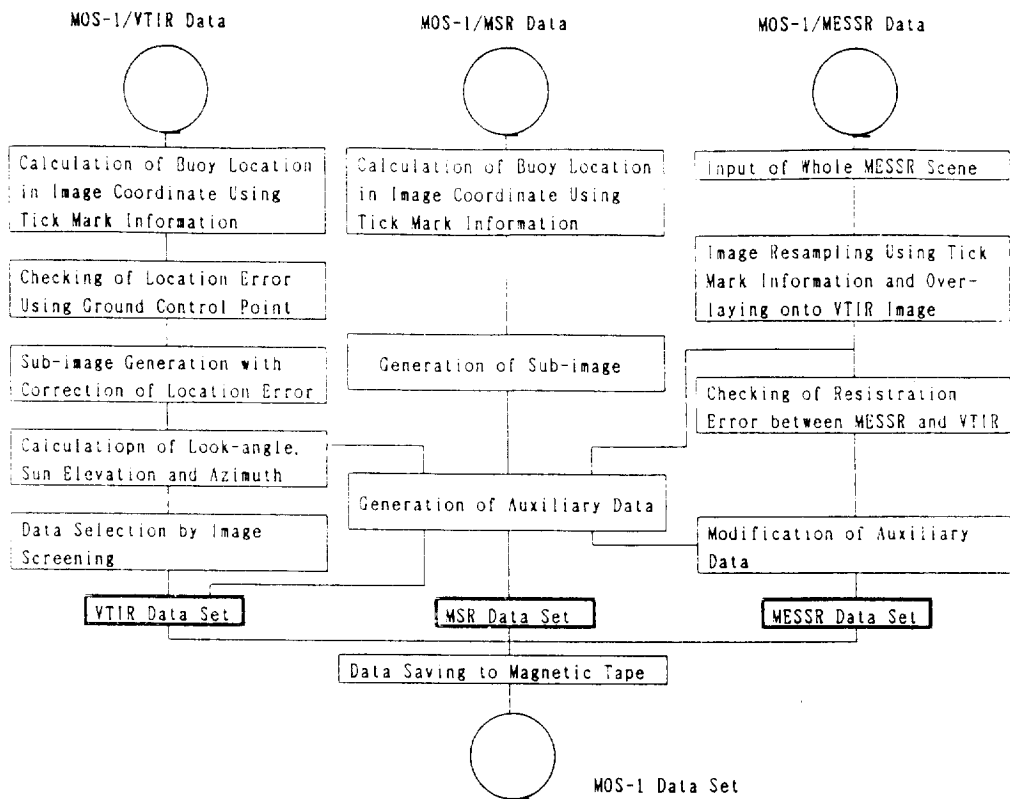 MOS-1/VTIR Data
MOS-1/MSR Data
MOS-1/MESSR Data
Calculation of Buoy Location
in Image Coordinate Using
Tick Mark Information
Calculation of Buoy Location
in Image Coordinate Using
Tick Mark Information
Input of Whole MESSR Scene
Image Resampling Using Tick
Mark Information and Over-
laying onto VTIR Image
Checking of Location Error
Using Ground Control Point
Sub-image Generation with
Correction of Location Error
Generation of Sub-image
Checking of Resistration
Error between MESSR and VTIR
Calculatiopn of Look-angle,
Sun Elevation and Azimuth
Generation of Auxiliary Data
Data Selection by Image
Screening
Modification of Auxiliary
Data
VTIR Data Set
MSR Data Set
MESSR Data Set
Data Saving to Magnetic Tape
MOS-1 Data Set